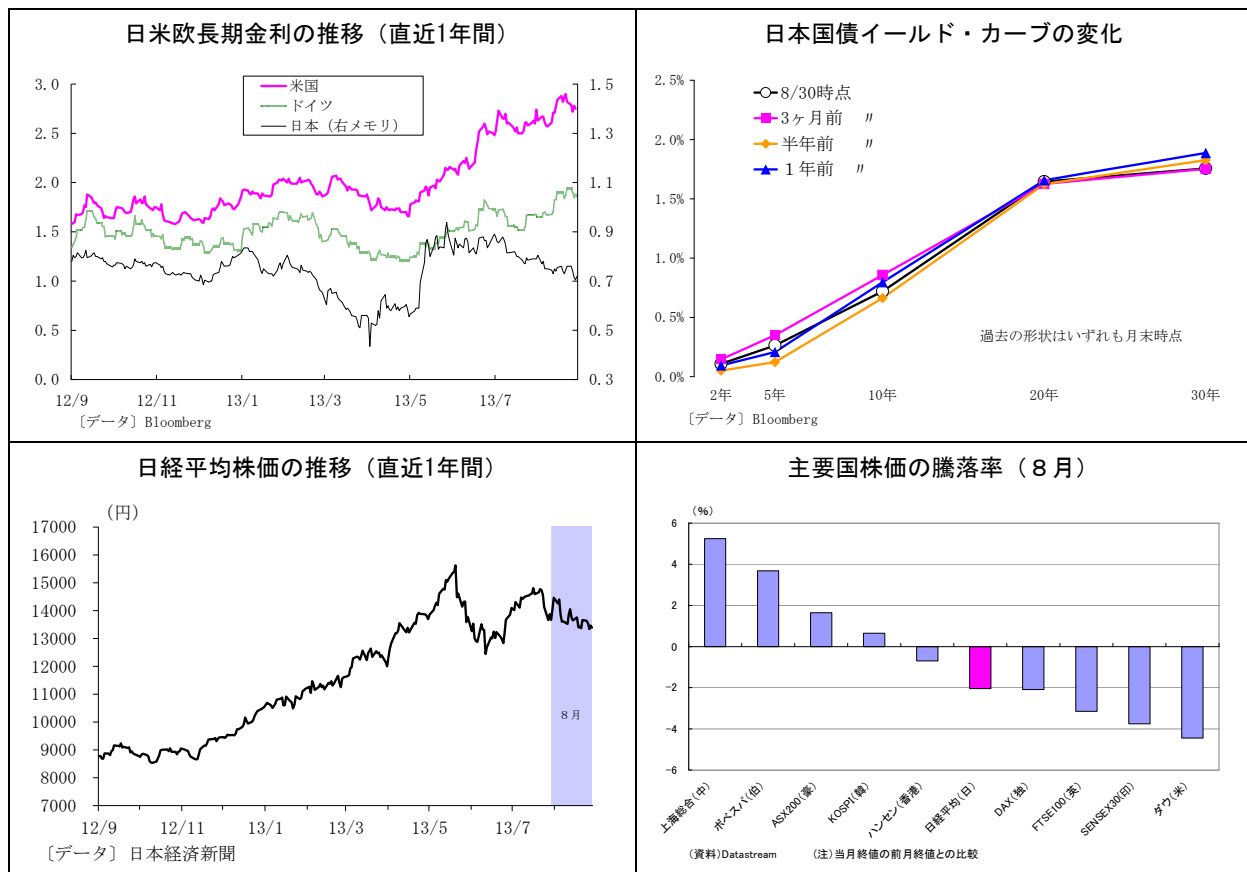 日米欧長期金利の推移（直近1年間）
米国
ドイツ
日本（右メモリ）
3.0
2.5
2.0
1.5
1.0
0.5
0.0
1.5
1.3
1.1
0.9
0.7
0.5
0.3
12/9 12/11 13/1 13/3 13/5 13/7
〔データ〕Bloomberg
日本国債イールド・カーブの変化
8/30時点
3ヶ月前 〃
半年前 〃
１年前 〃
2.5%
2.0%
1.5%
1.0%
0.5%
0.0%
過去の形状はいずれも月末時点
2年 5年 10年 20年 30年
〔データ〕Bloomberg
日経平均株価の推移（直近1年間）
（円）
17000
16000
15000
14000
13000
12000
11000
10000
9000
8000
7000
８月
12/9 12/11 13/1 13/3 13/5 13/7
〔データ〕日本経済新聞
主要国株価の騰落率（８月）
（％）
6
4
2
0
-2
-4
-6
上海総合(中) ボベスパ(伯) ASX200(豪) KOSPI(韓) ハンセン(香港) 日経平均(日) DAX(独) FTSE100(英) SENSEX30(印) ダウ(米)
(資料)Datastream (注)当月終値の前月終値との比較